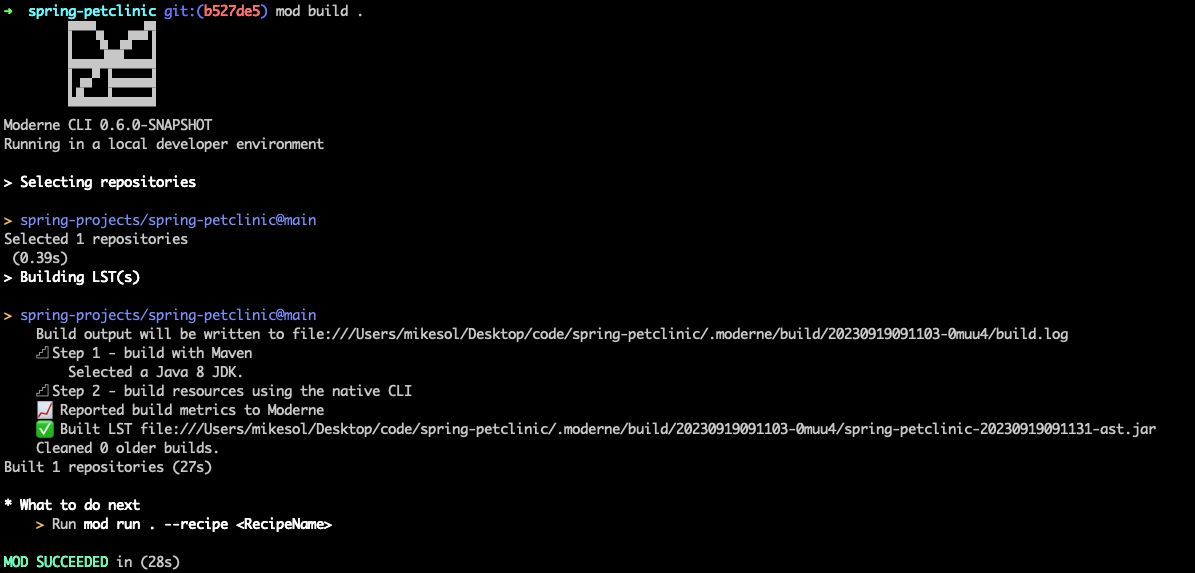 ➜ spring-petclinic git:(b527de5) mod build .
Moderne CLI 0.6.0-SNAPSHOT
Running in a local developer environment
> Selecting repositories
> spring-projects/spring-petclinic@main
Selected 1 repositories
(0.39s)
> Building LST(s)
> spring-projects/spring-petclinic@main
Build output will be written to file:///Users/mikesol/Desktop/code/spring-petclinic/.moderne/build/20230919091103-0muu4/build.log
Step 1 - build with Maven
Selected a Java 8 JDK.
Step 2 - build resources using the native CLI
Reported build metrics to Moderne
✅ Built LST file:///Users/mikesol/Desktop/code/spring-petclinic/.moderne/build/20230919091103-0muu4/spring-petclinic-20230919091131-ast.jar
Cleaned 0 older builds.
Built 1 repositories (27s)
* What to do next
> Run mod run . --recipe <RecipeName>
MOD SUCCEEDED in (28s)